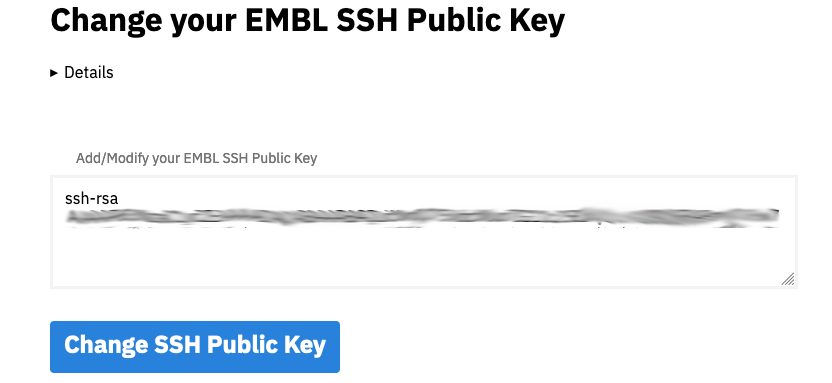 Change your EMBL SSH Public Key
Details
Add/Modify your EMBL SSH Public Key
ssh-rsa
Change SSH Public Key